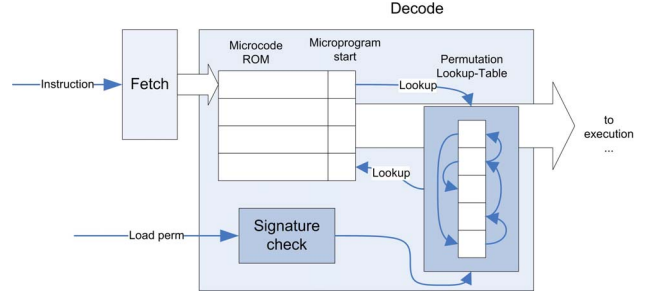 Decode
Microcode
ROM
Microprogram
start
Permutation
Lookup-Table
Instruction
Fetch
Lookup
to
execution
...
Lookup
Load perm
Signature
check